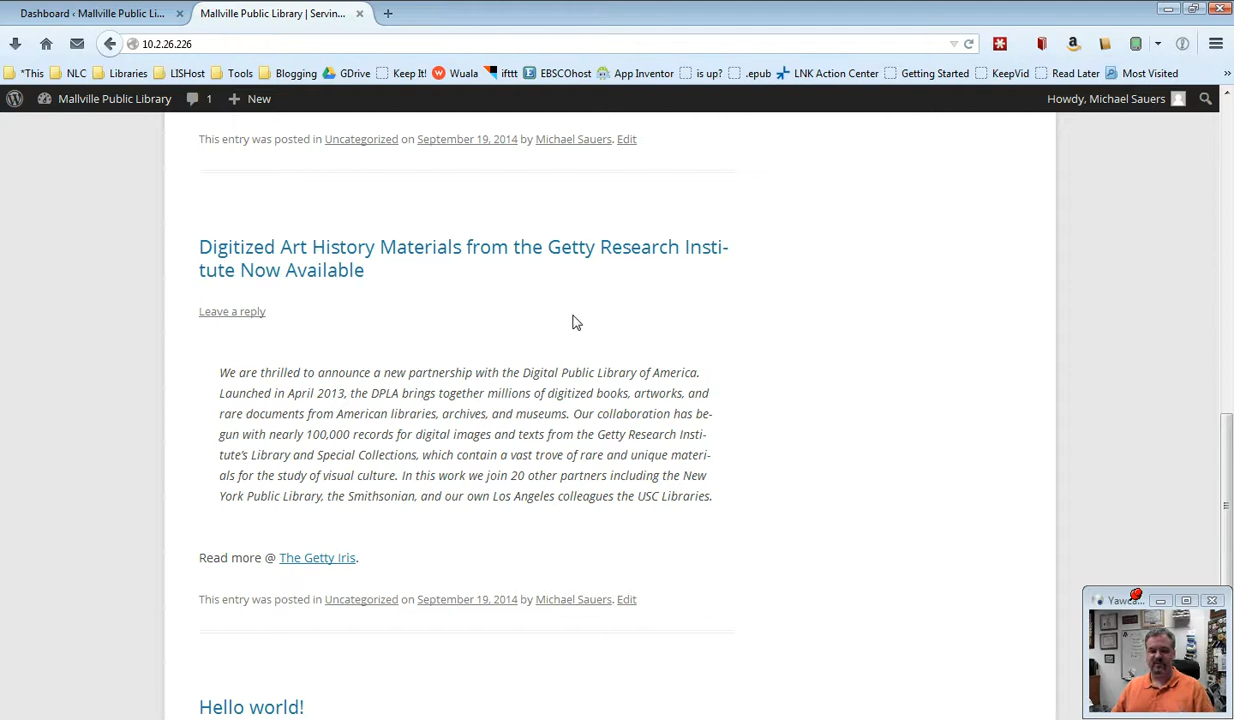 Dashboard ‹ Mallville Public Li... × Mallville Public Library | Servin... × +
10.2.26.226
*This NLC Libraries LISHost Tools Blogging GDrive Keep It! Wuala ifttt EBSCOhost App Inventor is up? .epub LNK Action Center Getting Started KeepVid Read Later Most Visited »
Mallville Public Library 1 + New Howdy, Michael Sauers
This entry was posted in Uncategorized on September 19, 2014 by Michael Sauers. Edit
Digitized Art History Materials from the Getty Research Insti-
tute Now Available
Leave a reply
We are thrilled to announce a new partnership with the Digital Public Library of America.
Launched in April 2013, the DPLA brings together millions of digitized books, artworks, and
rare documents from American libraries, archives, and museums. Our collaboration has be-
gun with nearly 100,000 records for digital images and texts from the Getty Research Insti-
tute's Library and Special Collections, which contain a vast trove of rare and unique materi-
als for the study of visual culture. In this work we join 20 other partners including the New
York Public Library, the Smithsonian, and our own Los Angeles colleagues the USC Libraries.
Read more @ The Getty Iris.
This entry was posted in Uncategorized on September 19, 2014 by Michael Sauers. Edit
Yawca...
Hello world!